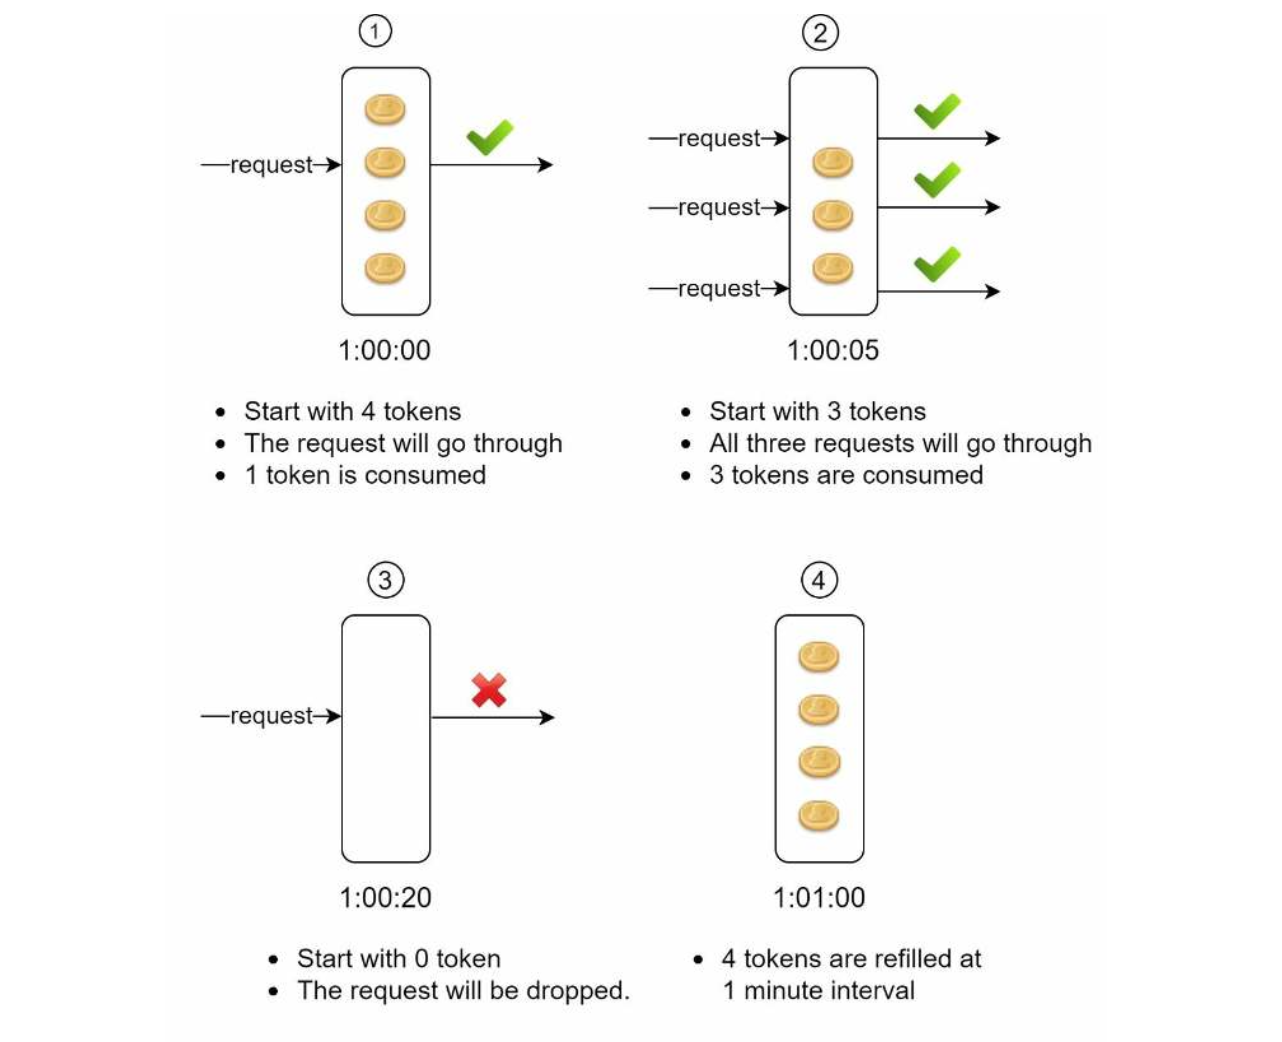 ①
②
request
request
request
request
1:00:00
1:00:05
• Start with 4 tokens
• The request will go through
• 1 token is consumed
• Start with 3 tokens
• All three requests will go through
• 3 tokens are consumed
③
④
request
1:00:20
1:01:00
• Start with 0 token
• The request will be dropped.
• 4 tokens are refilled at
1 minute interval